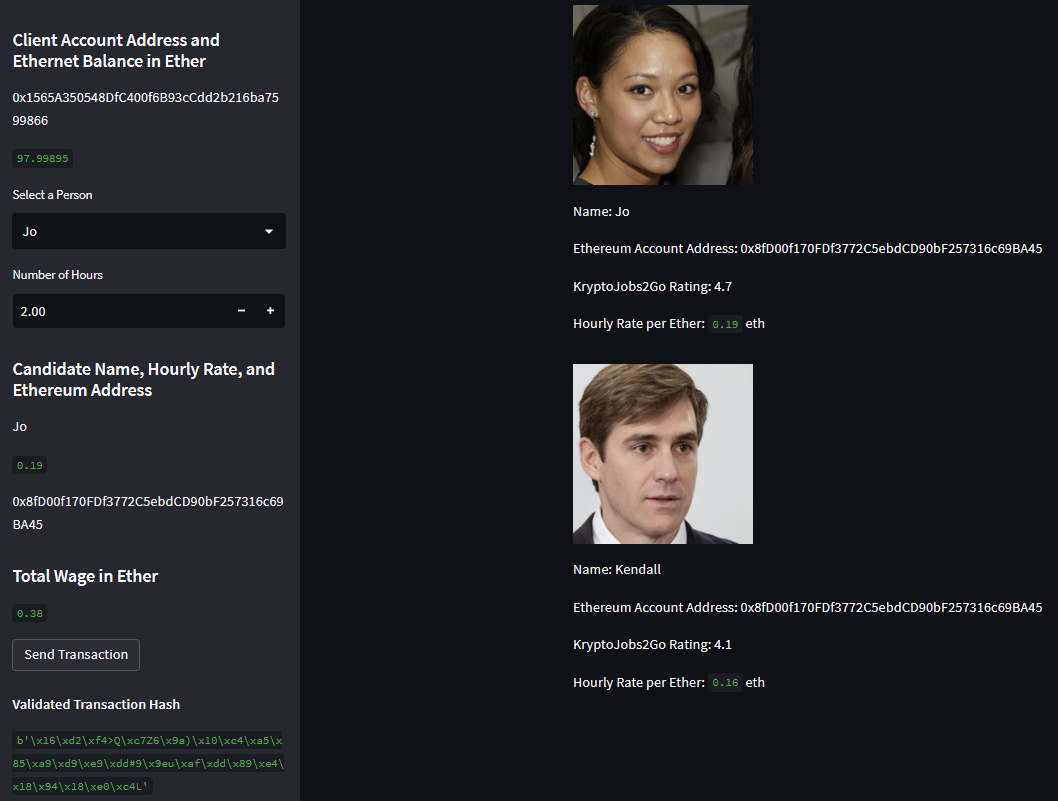 Client Account Address and
Ethernet Balance in Ether
0x1565A350548DfC400f6B93cCdd2b216ba75
99866
97.99895
Select a Person
Jo
Number of Hours
2.00
Candidate Name, Hourly Rate, and
Ethereum Address
Jo
0.19
0x8fD00f170FDf3772C5ebdCD90bF257316c69
BA45
Total Wage in Ether
0.38
Send Transaction
Validated Transaction Hash
b'\x16\xd2\xf4>Q\xc7Z6\x9a)\x10\xc4\xa5\x
85\xa9\xd9\xe9\xdd#9\x9eu\xaf\xdd\x89\xe4\
x18\x94\x18\xe0\xc4L'
Name: Jo
Ethereum Account Address: 0x8fD00f170FDf3772C5ebdCD90bF257316c69BA45
KryptoJobs2Go Rating: 4.7
Hourly Rate per Ether: 0.19 eth
Name: Kendall
Ethereum Account Address: 0x8fD00f170FDf3772C5ebdCD90bF257316c69BA45
KryptoJobs2Go Rating: 4.1
Hourly Rate per Ether: 0.16 eth